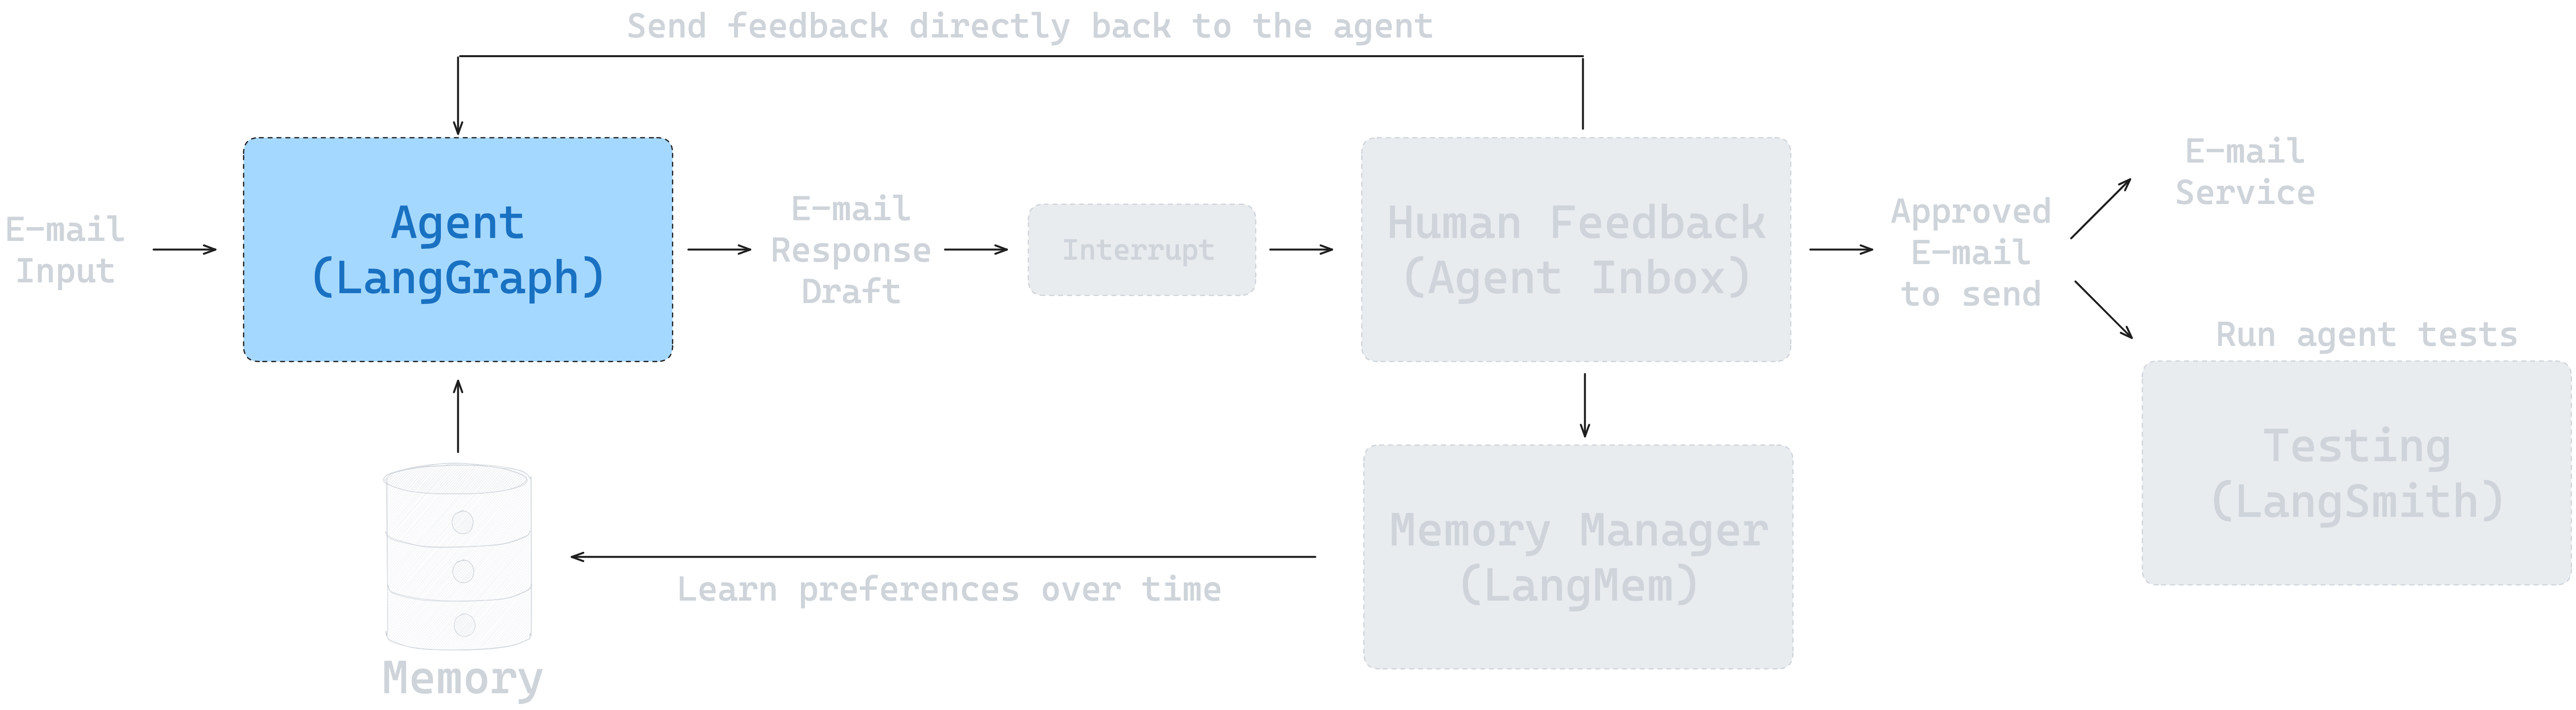 Send feedback directly back to the agent
E-mail
Input
Agent
(LangGraph)
E-mail
Response
Draft
Interrupt
Human Feedback
(Agent Inbox)
Approved
E-mail
to send
E-mail
Service
Run agent tests
Testing
(LangSmith)
Memory Manager
(LangMem)
Learn preferences over time
Memory